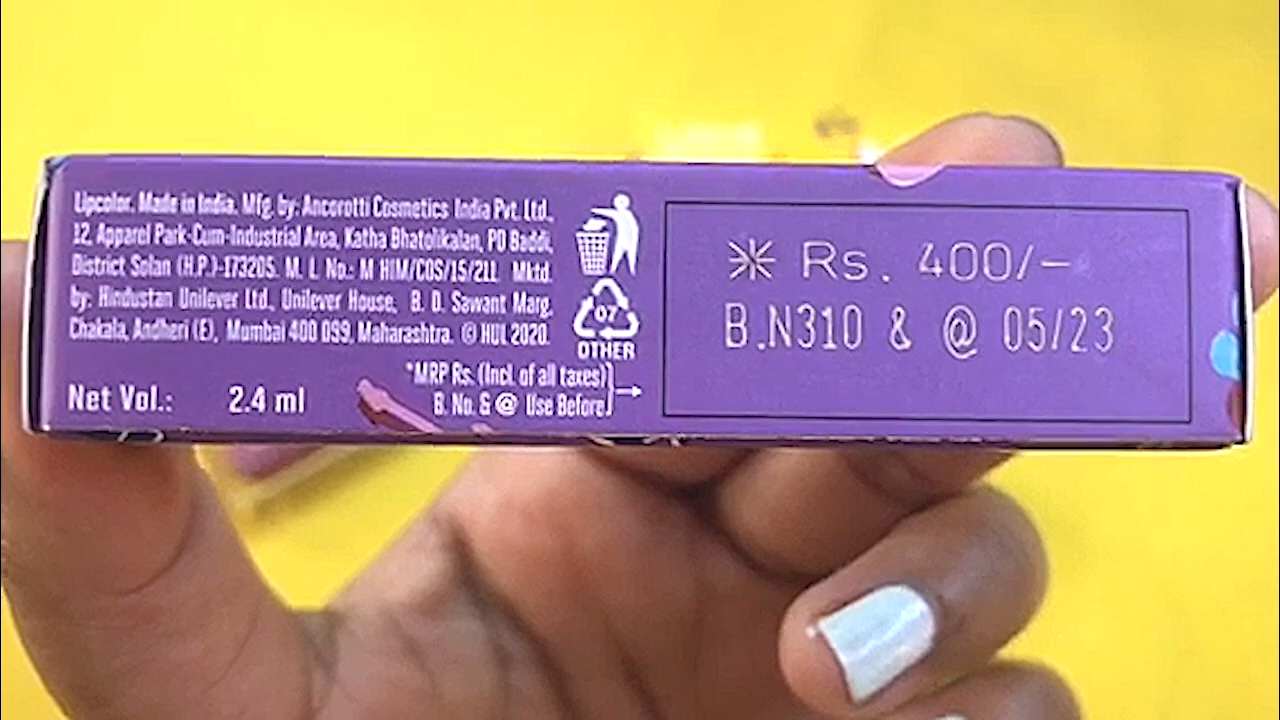 Lipcolor. Made in India. Mfg. by: Ancorotti Cosmetics India Pvt. Ltd.,
12, Apparel Park-Cum-Industrial Area, Katha Bhatolikalan, PO Baddi,
District Solan (H.P.)-173205. M. L No.: M HIM/COS/15/211 Mktd.
by: Hindustan Unilever Ltd., Unilever House, B. D. Sawant Marg,
Chakala, Andheri (E), Mumbai 400 099, Maharashtra. © HUL 2020.
Net Vol.: 2.4 ml
07
OTHER
*MRP Rs. (Incl. of all taxes)
B. No. & @ Use Before
* Rs. 400/-
B.N310 & @ 05/23